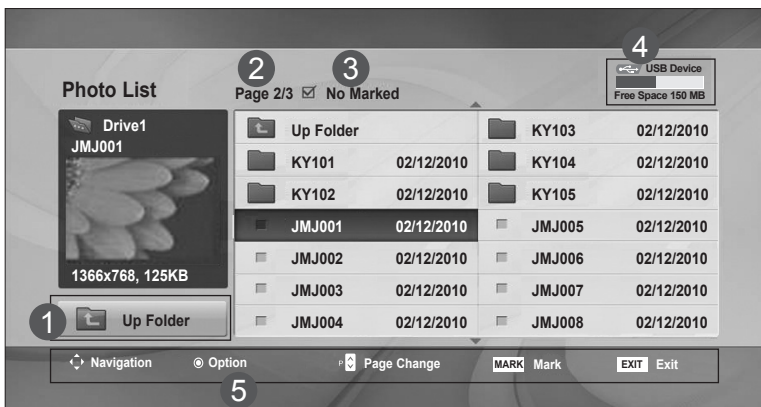 4
USB Device
Free Space 150 MB
2
3
Photo List
Page 2/3 No Marked
Drive1
JMJ001
1366x768, 125KB
1
Up Folder
Up Folder
KY101 02/12/2010
KY102 02/12/2010
JMJ001 02/12/2010
JMJ002 02/12/2010
JMJ003 02/12/2010
JMJ004 02/12/2010
KY103 02/12/2010
KY104 02/12/2010
KY105 02/12/2010
JMJ005 02/12/2010
JMJ006 02/12/2010
JMJ007 02/12/2010
JMJ008 02/12/2010
Navigation Option P Page Change MARK Mark EXIT Exit
5